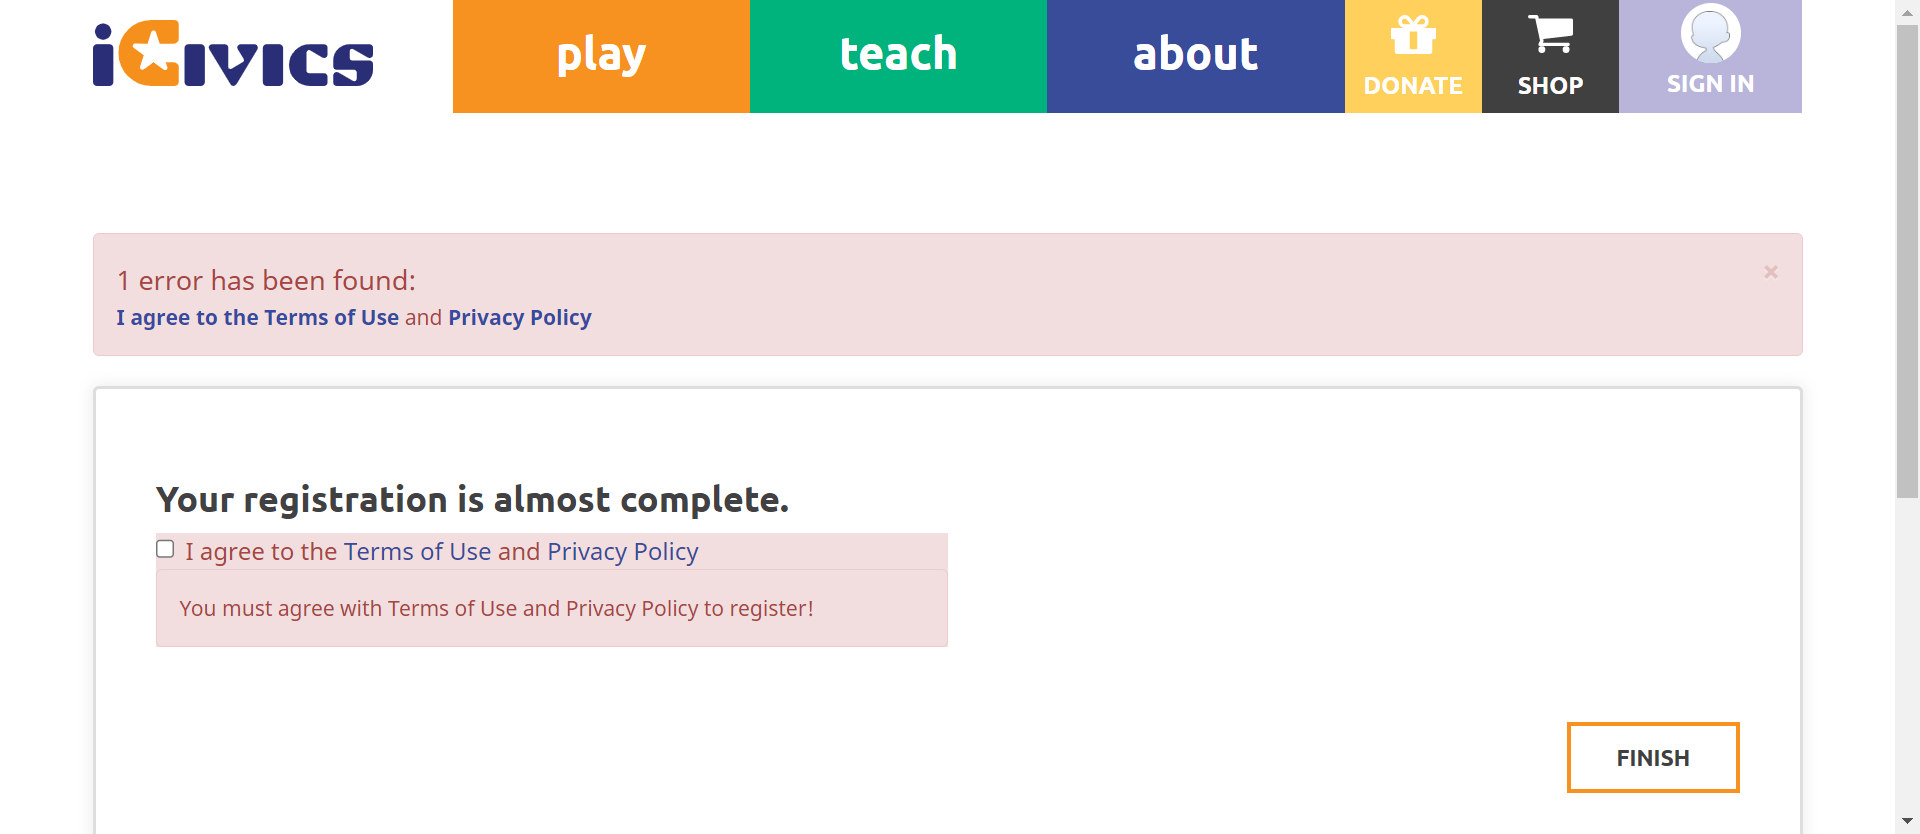 iCivics
play
teach
about
DONATE
SHOP
SIGN IN
1 error has been found:
×
I agree to the Terms of Use and Privacy Policy
Your registration is almost complete.
I agree to the Terms of Use and Privacy Policy
You must agree with Terms of Use and Privacy Policy to register!
FINISH